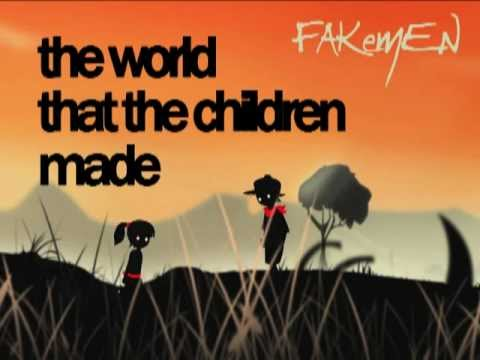 FAKemEN
the world
that the children
made